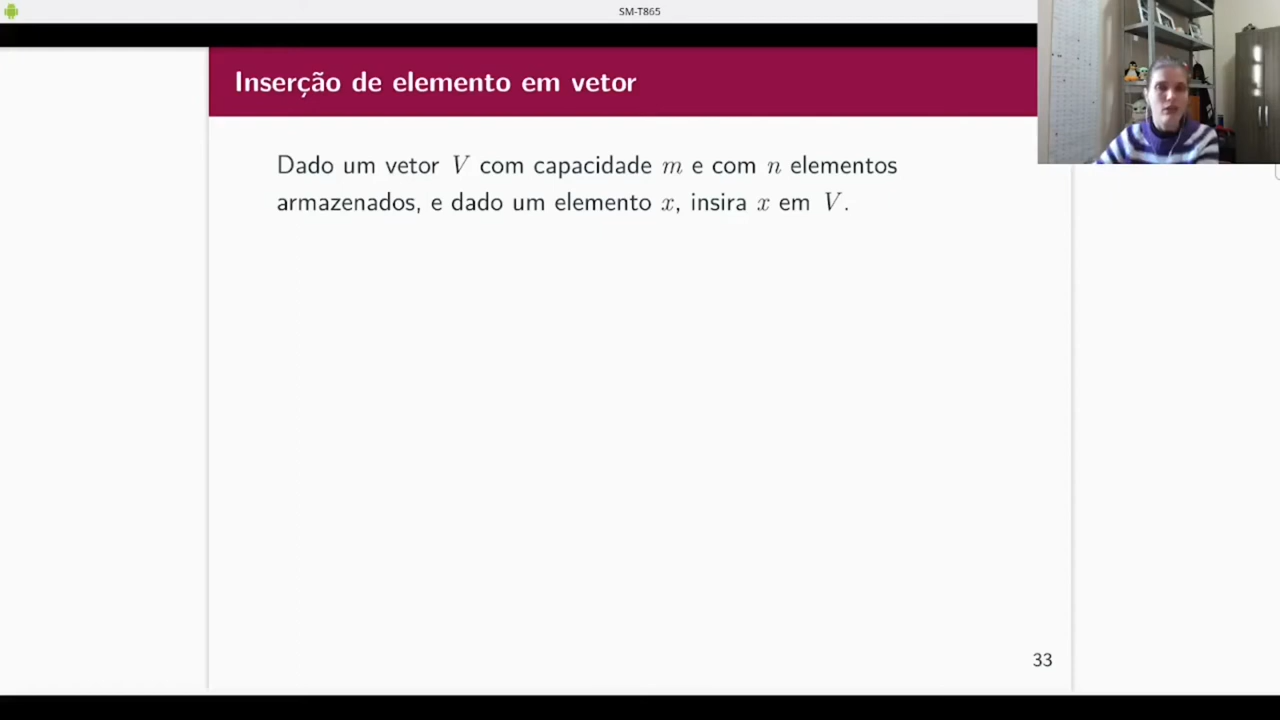 SM-T865
Inserção de elemento em vetor
Dado um vetor V com capacidade m e com n elementos
armazenados, e dado um elemento x, insira x em V.
33